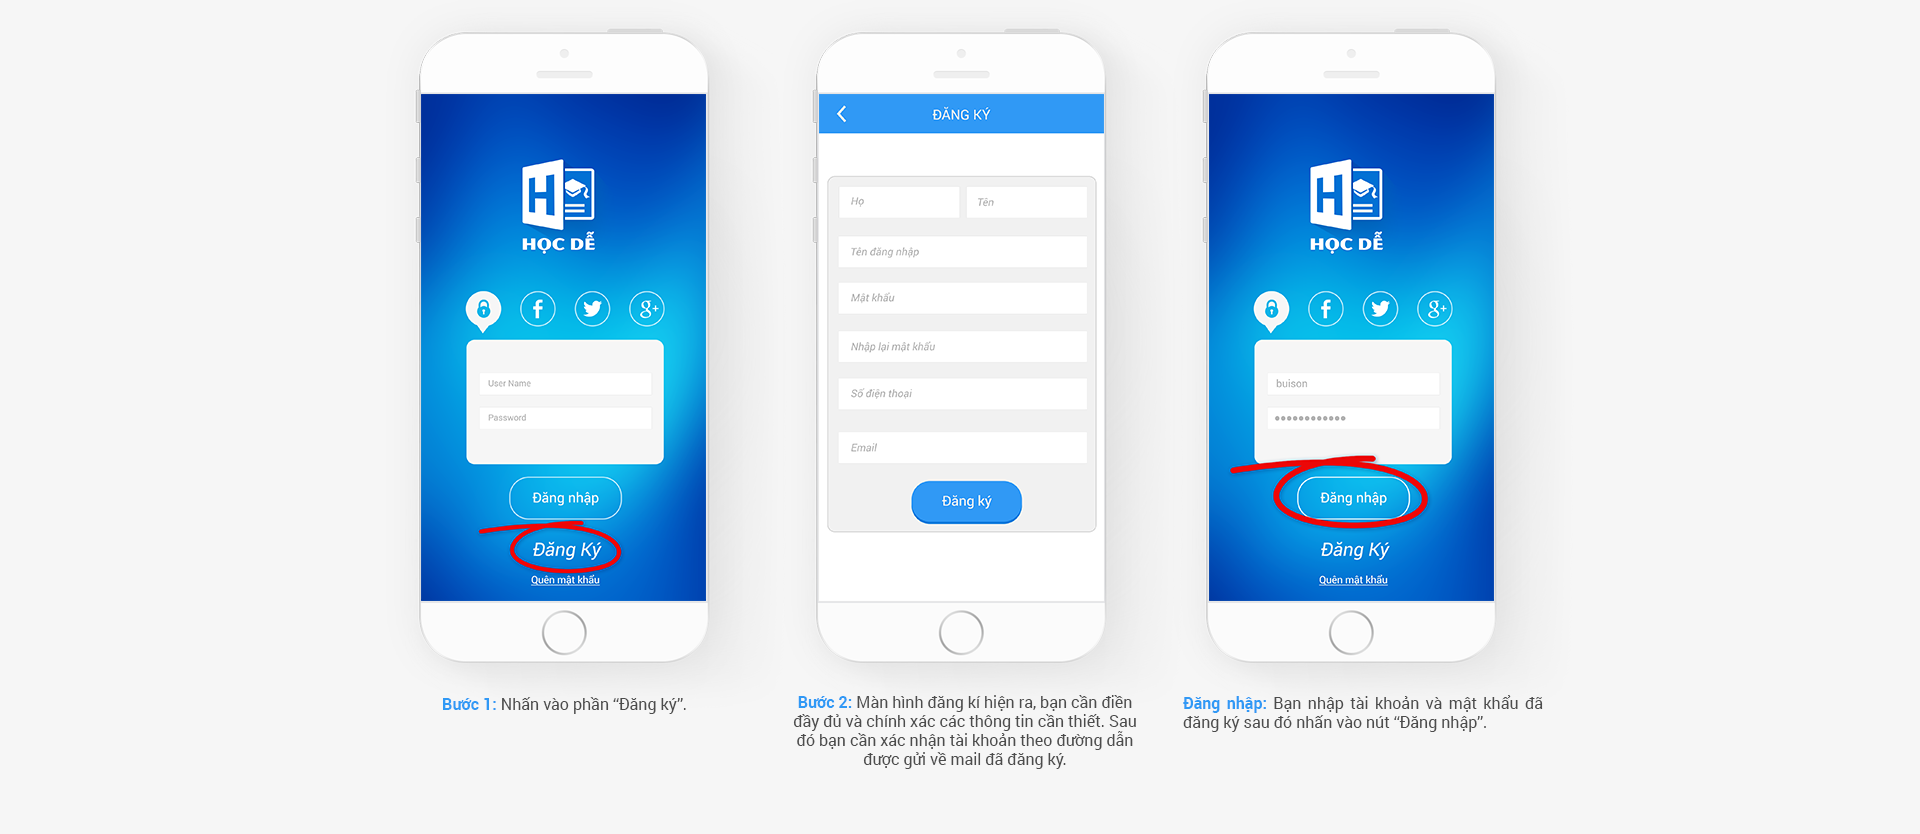 H
HỌC DỄ
f
g+
User Name
Password
Đăng nhập
Đăng Ký
Quên mật khẩu
Bước 1: Nhấn vào phần “Đăng ký”.
ĐĂNG KÝ
Họ
Tên
Tên đăng nhập
Mật khẩu
Nhập lại mật khẩu
Số điện thoại
Email
Đăng ký
Bước 2: Màn hình đăng kí hiện ra, bạn cần điền
đầy đủ và chính xác các thông tin cần thiết. Sau
đó bạn cần xác nhận tài khoản theo đường dẫn
được gửi về mail đã đăng ký.
H
HỌC DỄ
f
g+
buison
••••••••••••
Đăng nhập
Đăng Ký
Quên mật khẩu
Đăng nhập: Bạn nhập tài khoản và mật khẩu đã
đăng ký sau đó nhấn vào nút “Đăng nhập”.